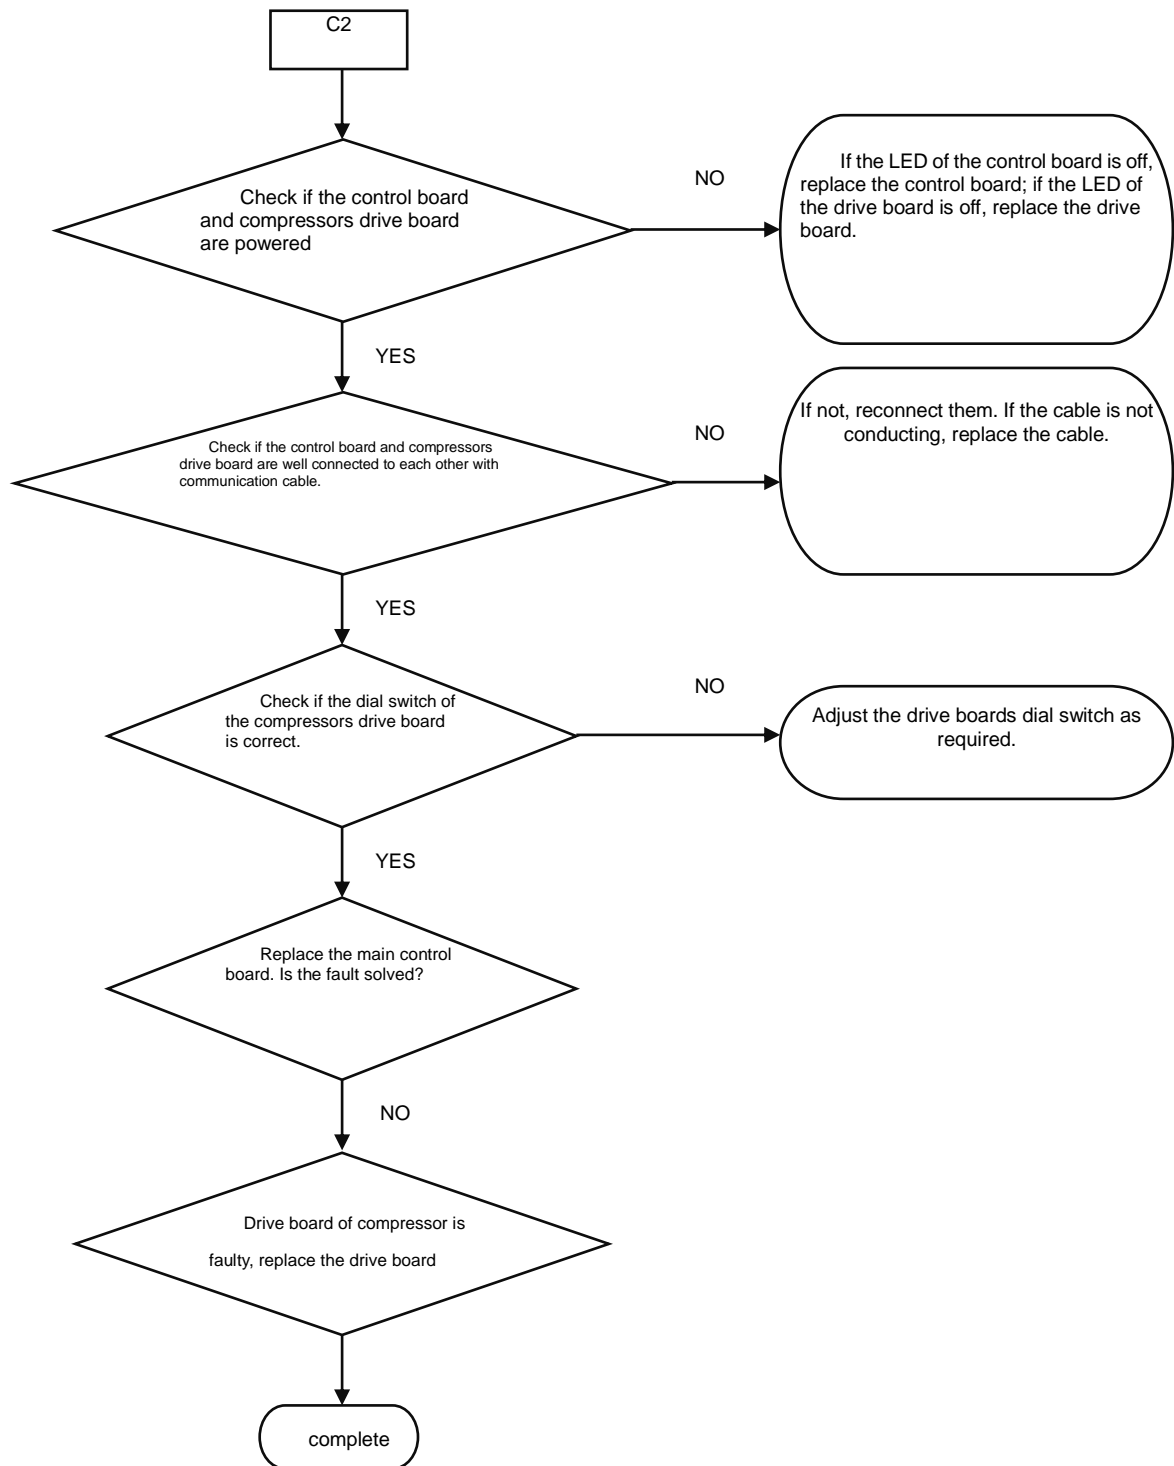 C2
Check if the control board
and compressors drive board
are powered
NO
If the LED of the control board is off,
replace the control board; if the LED of
the drive board is off, replace the drive
board.
YES
Check if the control board and compressors
drive board are well connected to each other with
communication cable.
NO
If not, reconnect them. If the cable is not
conducting, replace the cable.
YES
Check if the dial switch of
the compressors drive board
is correct.
NO
Adjust the drive boards dial switch as
required.
YES
Replace the main control
board. Is the fault solved?
NO
Drive board of compressor is
faulty, replace the drive board
complete